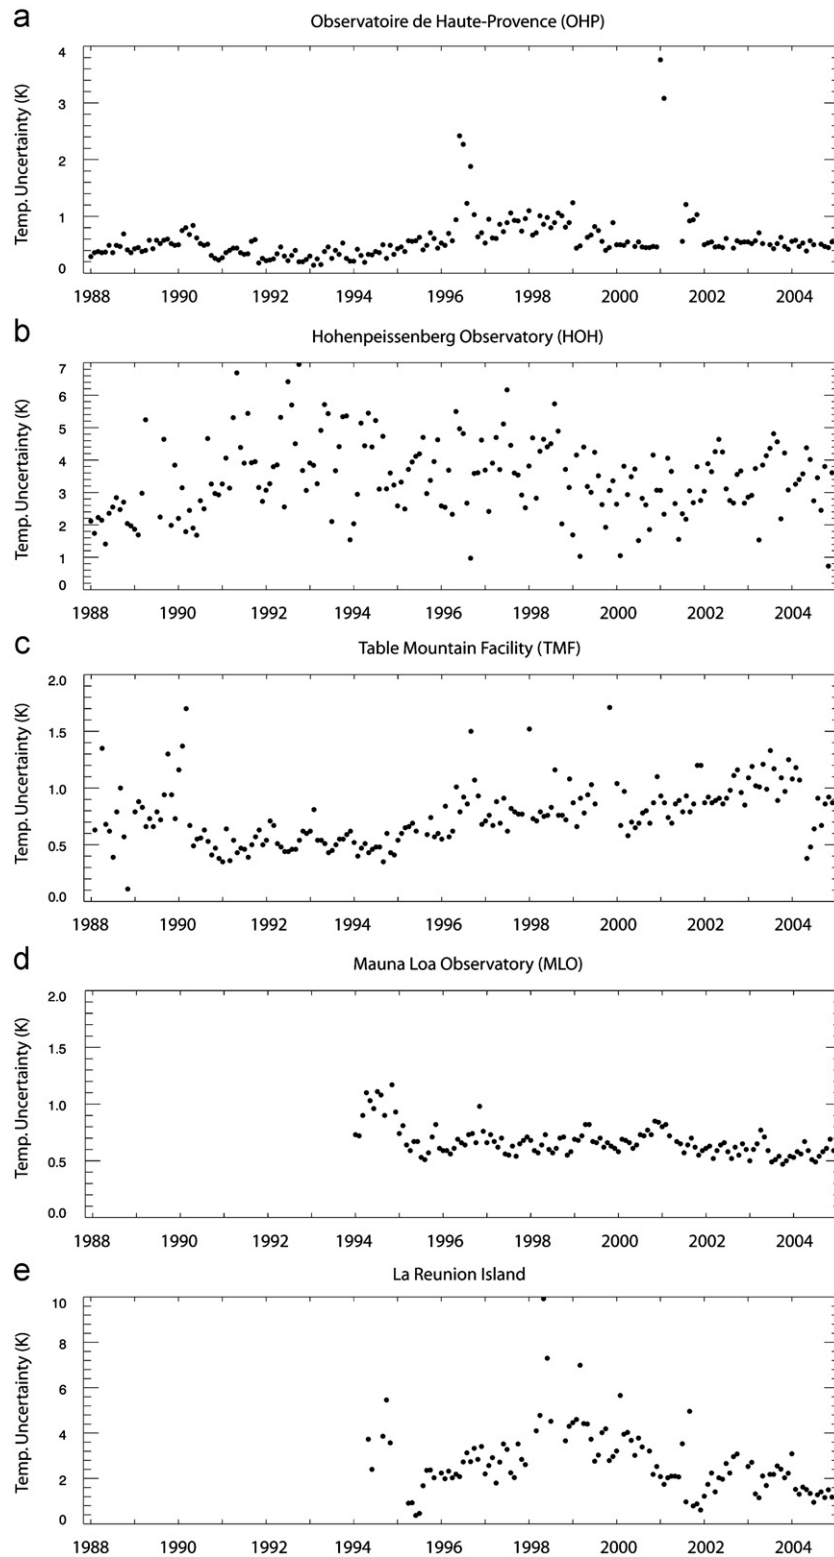 a
Observatoire de Haute-Provence (OHP)
Temp. Uncertainty (K)
4
3
2
1
0
1988 1990 1992 1994 1996 1998 2000 2002 2004
b
Hohenpeissenberg Observatory (HOH)
Temp. Uncertainty (K)
7
6
5
4
3
2
1
0
1988 1990 1992 1994 1996 1998 2000 2002 2004
c
Table Mountain Facility (TMF)
Temp. Uncertainty (K)
2.0
1.5
1.0
0.5
0.0
1988 1990 1992 1994 1996 1998 2000 2002 2004
d
Mauna Loa Observatory (MLO)
Temp. Uncertainty (K)
2.0
1.5
1.0
0.5
0.0
1988 1990 1992 1994 1996 1998 2000 2002 2004
e
La Reunion Island
Temp. Uncertainty (K)
10
8
6
4
2
0
1988 1990 1992 1994 1996 1998 2000 2002 2004